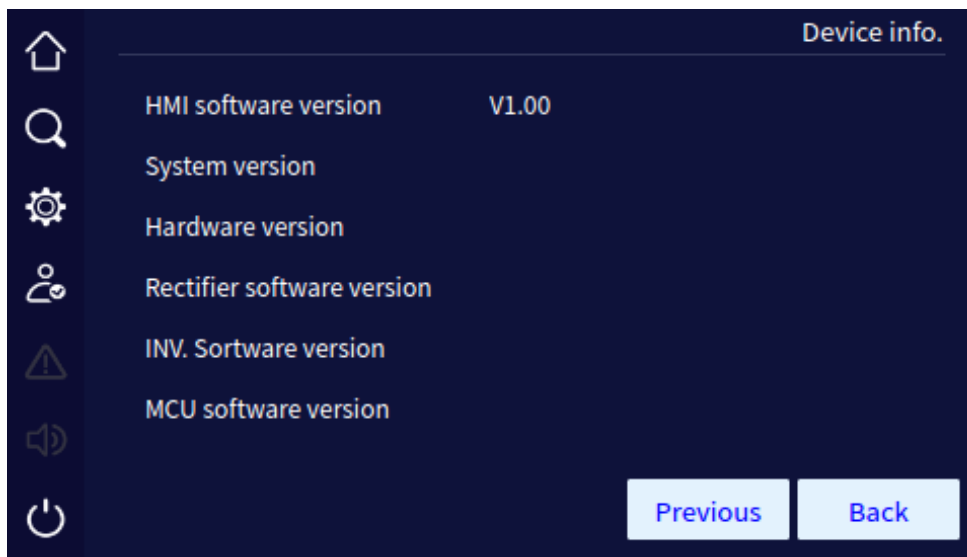 Device info.
HMI software version V1.00
System version
Hardware version
Rectifier software version
INV. Sortware version
MCU software version
Previous Back